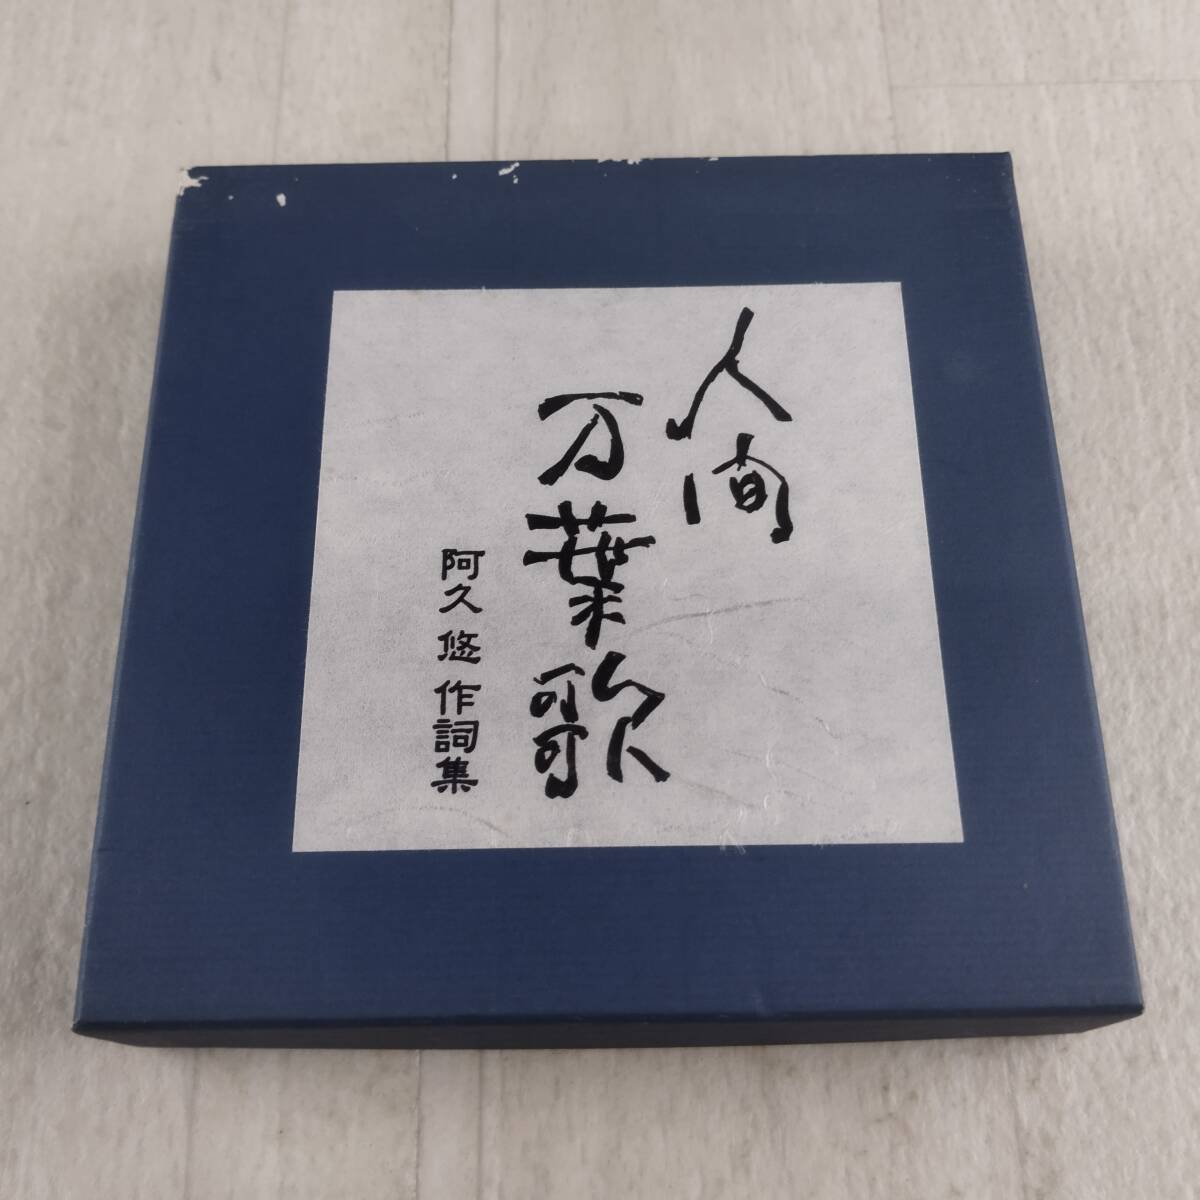 人間
万葉歌
阿久 悠 作詞集